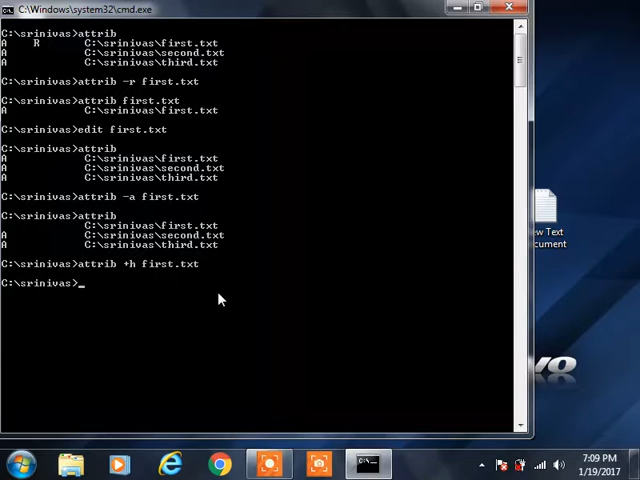 C:\Windows\system32\cmd.exe
C:\srinivas>attrib
A    R       C:\srinivas\first.txt
A            C:\srinivas\second.txt
A            C:\srinivas\third.txt
C:\srinivas>attrib -r first.txt
C:\srinivas>attrib first.txt
A            C:\srinivas\first.txt
C:\srinivas>edit first.txt
C:\srinivas>attrib
A            C:\srinivas\first.txt
A            C:\srinivas\second.txt
A            C:\srinivas\third.txt
C:\srinivas>attrib -a first.txt
C:\srinivas>attrib
             C:\srinivas\first.txt
A            C:\srinivas\second.txt
A            C:\srinivas\third.txt
C:\srinivas>attrib +h first.txt
C:\srinivas>_
ew Text
ocument
VO
C:\.
7:09 PM
1/19/2017